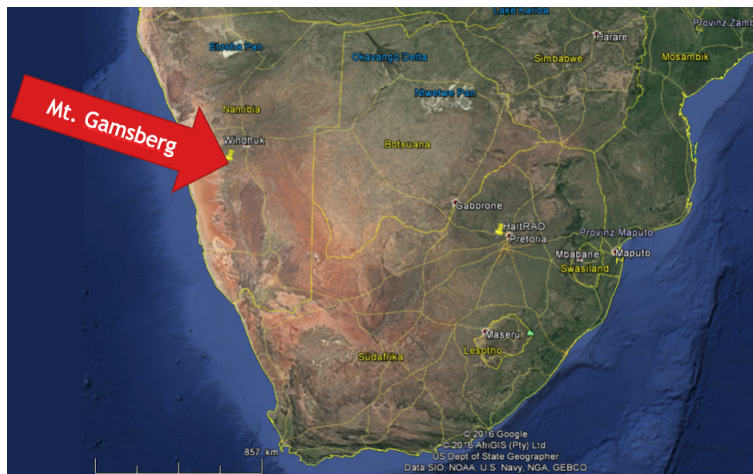 Lake Kariba
Harare
Provinz Zamb
Etosha Pan
Okavango Delta
Simbabwe
Mosambik
Ntwetwe Pan
Mt. Gamsberg
Namibia
Windhuk
Botsuana
Gaborone
HartRAO
Pretoria
Provinz Maputo
Mbabane
Maputo
Swasiland
Maseru
Lesotho
Südafrika
857 km
© 2016 Google
© 2016 AfriGIS (Pty) Ltd
US Dept of State Geographer
Data SIO, NOAA, U.S. Navy, NGA, GEBCO